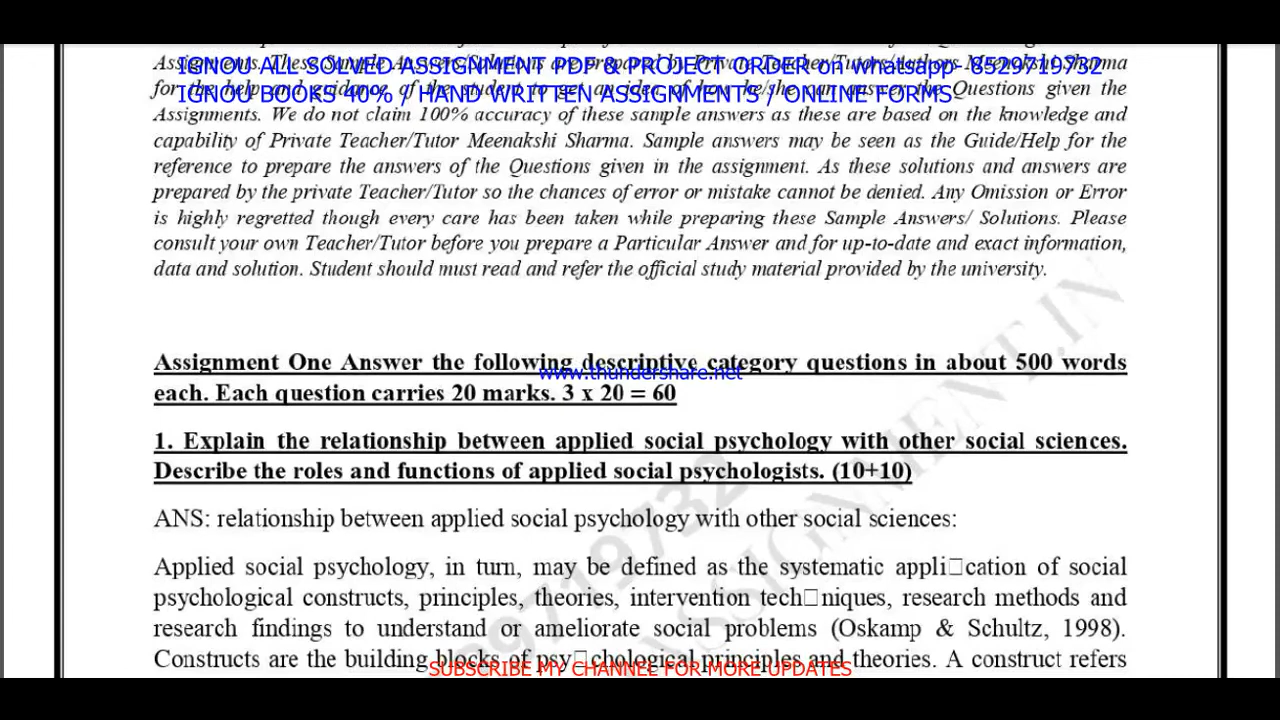 Assignments. These Sample Answers/Solutions are prepared by Private Teacher/Tutors/Authors Meenakshi Sharma
IGNOU ALL SOLVED ASSIGNMENT PDF & PROJECT ORDER on whatsapp- 8529719732
for the help and guidance of the student to get an idea of how he/she can answer the Questions given the
IGNOU BOOKS 40% / HAND WRITTEN ASSIGNMENTS / ONLINE FORMS
Assignments. We do not claim 100% accuracy of these sample answers as these are based on the knowledge and
capability of Private Teacher/Tutor Meenakshi Sharma. Sample answers may be seen as the Guide/Help for the
reference to prepare the answers of the Questions given in the assignment. As these solutions and answers are
prepared by the private Teacher/Tutor so the chances of error or mistake cannot be denied. Any Omission or Error
is highly regretted though every care has been taken while preparing these Sample Answers/ Solutions. Please
consult your own Teacher/Tutor before you prepare a Particular Answer and for up-to-date and exact information,
data and solution. Student should must read and refer the official study material provided by the university.
Assignment One Answer the following descriptive category questions in about 500 words
www.thundershare.net
each. Each question carries 20 marks. 3 x 20 = 60
1. Explain the relationship between applied social psychology with other social sciences.
Describe the roles and functions of applied social psychologists. (10+10)
ANS: relationship between applied social psychology with other social sciences:
Applied social psychology, in turn, may be defined as the systematic appli□cation of social
psychological constructs, principles, theories, intervention tech□niques, research methods and
research findings to understand or ameliorate social problems (Oskamp & Schultz, 1998).
Constructs are the building blocks of psy□chological principles and theories. A construct refers
SUBSCRIBE MY CHANNEL FOR MORE UPDATES
9719732
ASSIGNMENT.IN